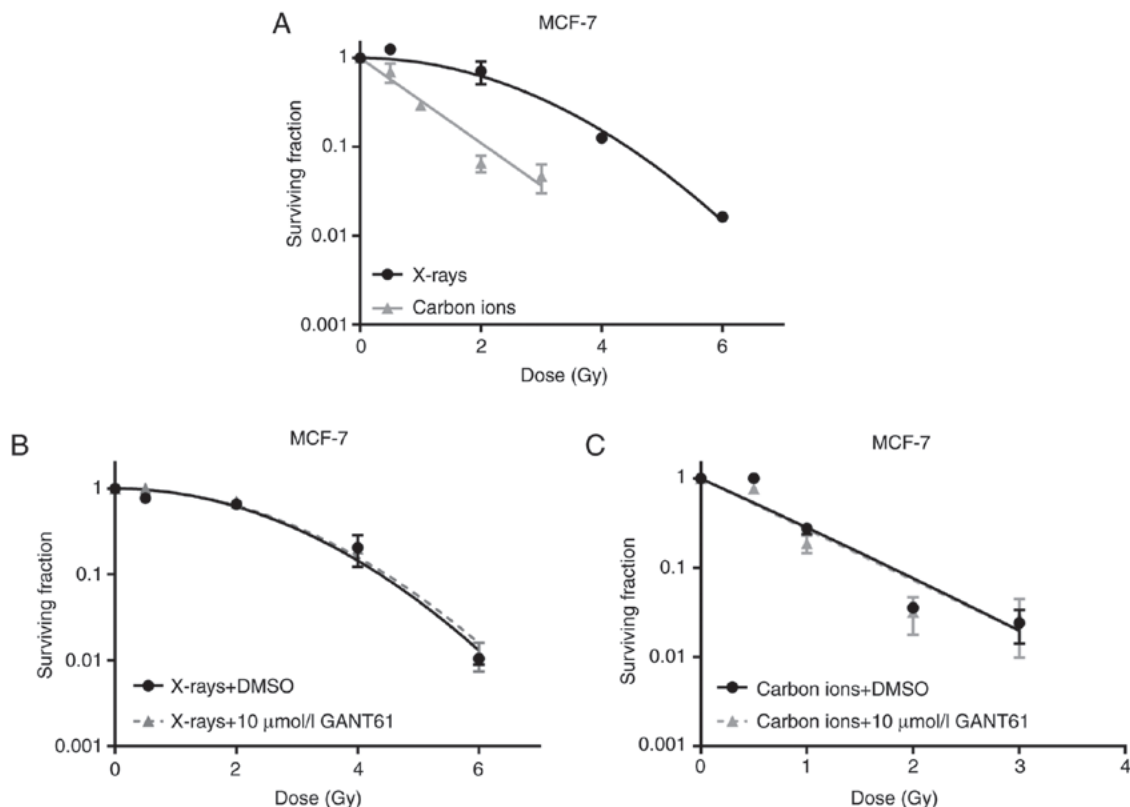 A
MCF-7
Surviving fraction
1
0.1
0.01
0.001
X-rays
Carbon ions
0 2 4 6
Dose (Gy)
B
MCF-7
Surviving fraction
1
0.1
0.01
0.001
X-rays+DMSO
X-rays+10 μmol/l GANT61
0 2 4 6
Dose (Gy)
C
MCF-7
Surviving fraction
1
0.1
0.01
0.001
Carbon ions+DMSO
Carbon ions+10 μmol/l GANT61
0 1 2 3 4
Dose (Gy)